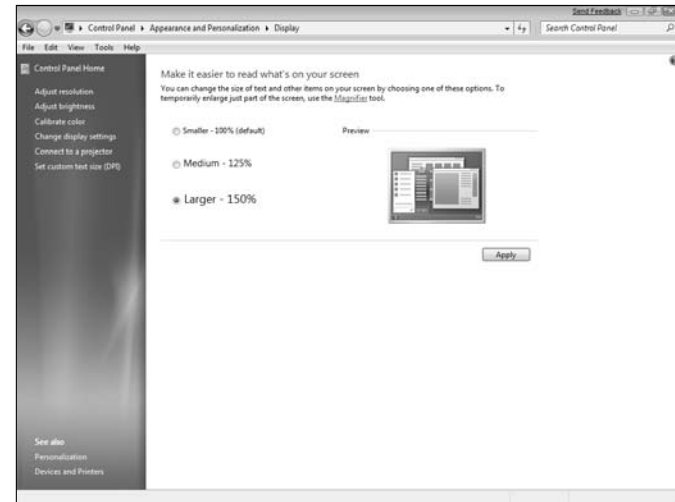 Send Feedback
Control Panel ▸ Appearance and Personalization ▸ Display
Search Control Panel
File Edit View Tools Help
Control Panel Home
Adjust resolution
Adjust brightness
Calibrate color
Change display settings
Connect to a projector
Set custom text size (DPI)
Make it easier to read what's on your screen
You can change the size of text and other items on your screen by choosing one of these options. To
temporarily enlarge just part of the screen, use the Magnifier tool.
Smaller - 100% (default)
Preview
Medium - 125%
Larger - 150%
Apply
See also
Personalization
Devices and Printers